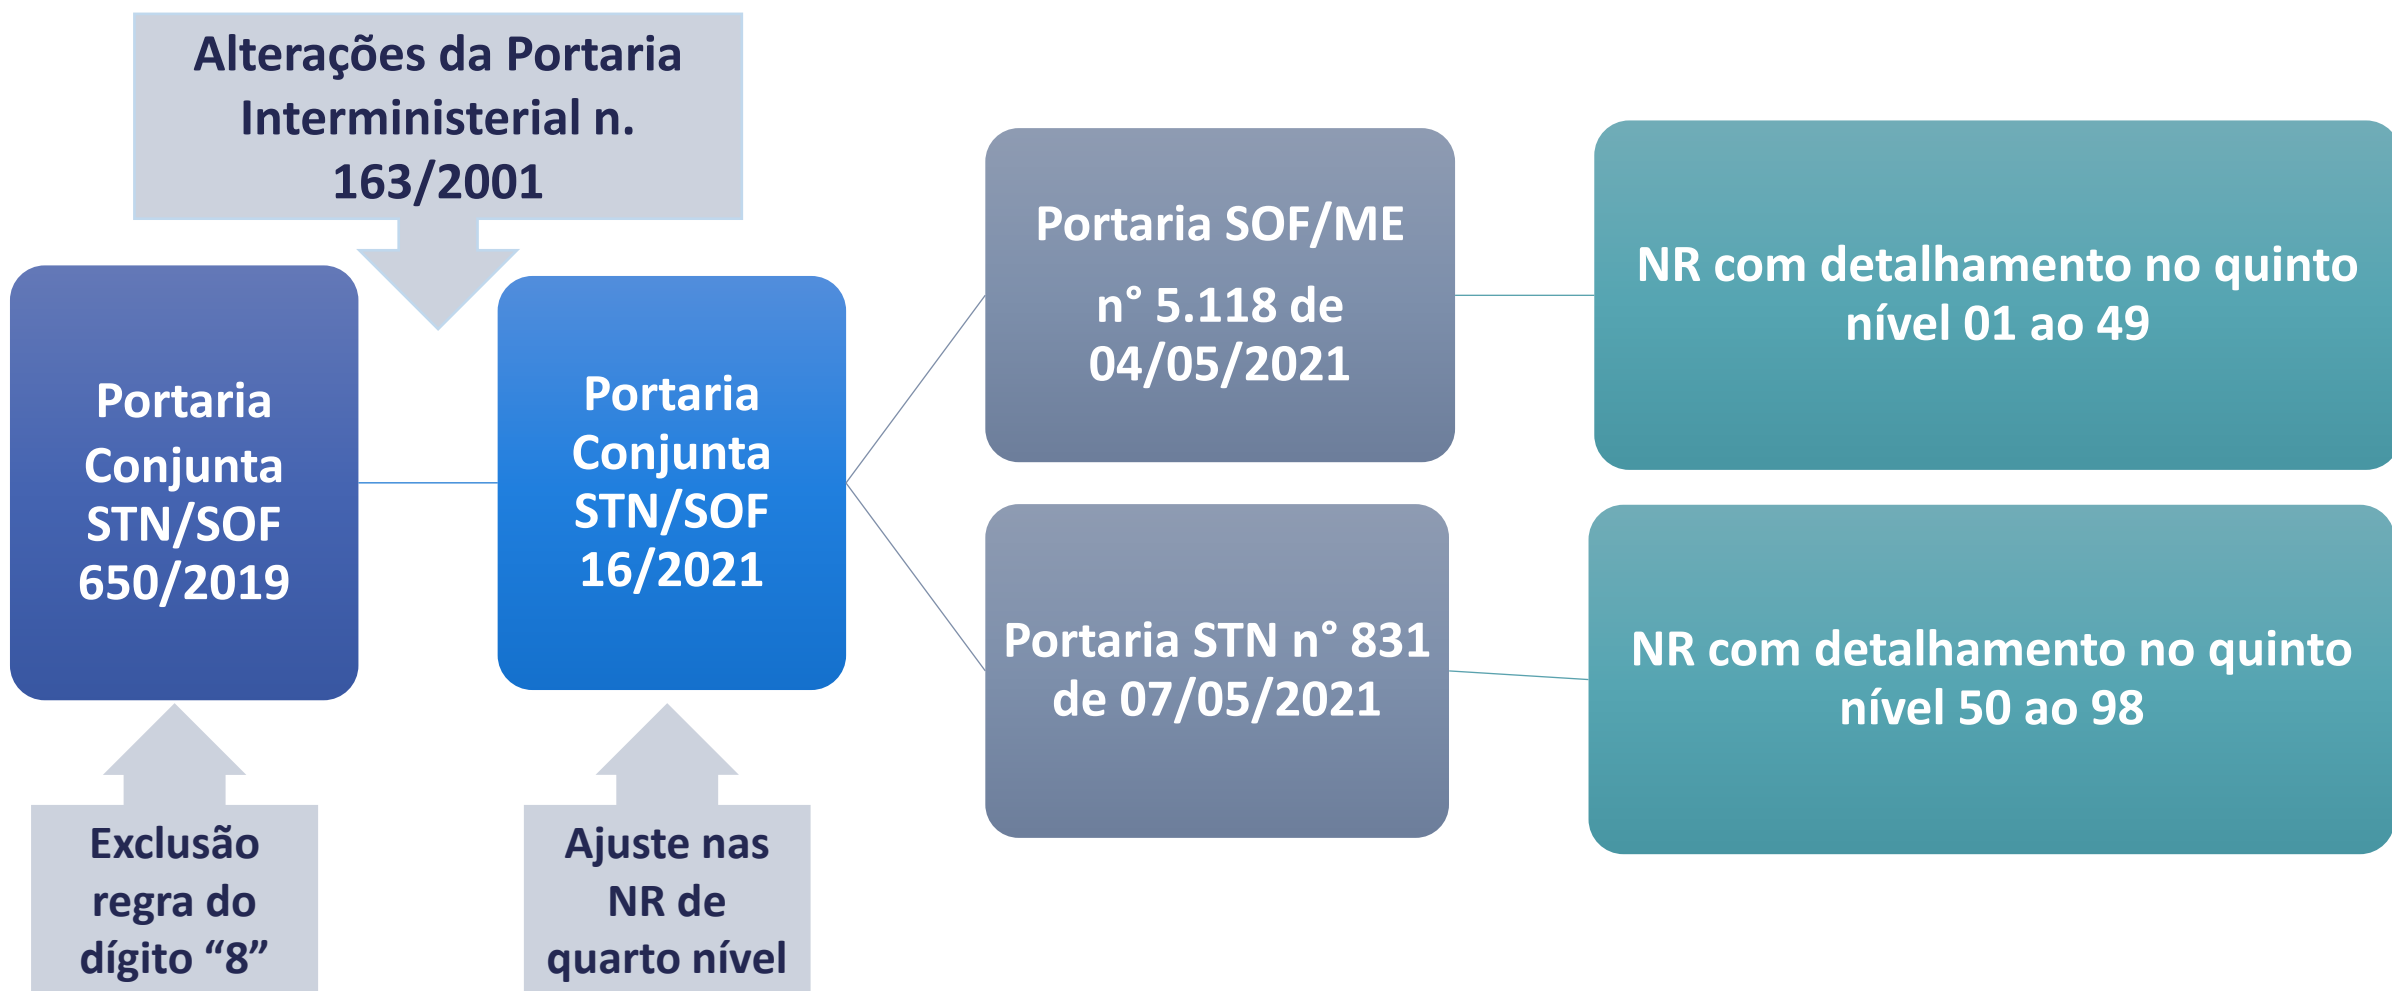 Alterações da Portaria
Interministerial n.
163/2001
Portaria
Conjunta
STN/SOF
650/2019
Exclusão
regra do
dígito “8”
Portaria
Conjunta
STN/SOF
16/2021
Ajuste nas
NR de
quarto nível
Portaria SOF/ME
n° 5.118 de
04/05/2021
NR com detalhamento no quinto
nível 01 ao 49
Portaria STN n° 831
de 07/05/2021
NR com detalhamento no quinto
nível 50 ao 98